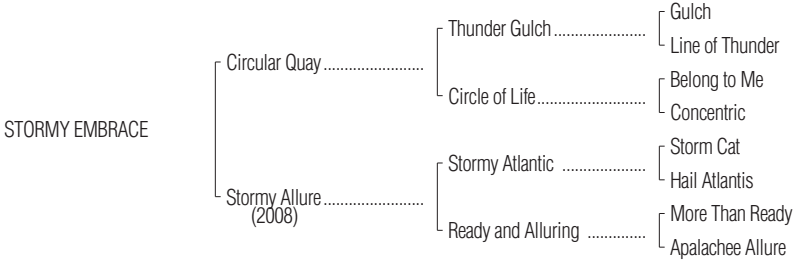 Gulch
Thunder Gulch ......................
Line of Thunder
Circular Quay ........................
Belong to Me
Circle of Life ..........................
Concentric
STORMY EMBRACE
Storm Cat
Stormy Atlantic ....................
Hail Atlantis
Stormy Allure ........................
(2008)
More Than Ready
Ready and Alluring ..............
Apalachee Allure